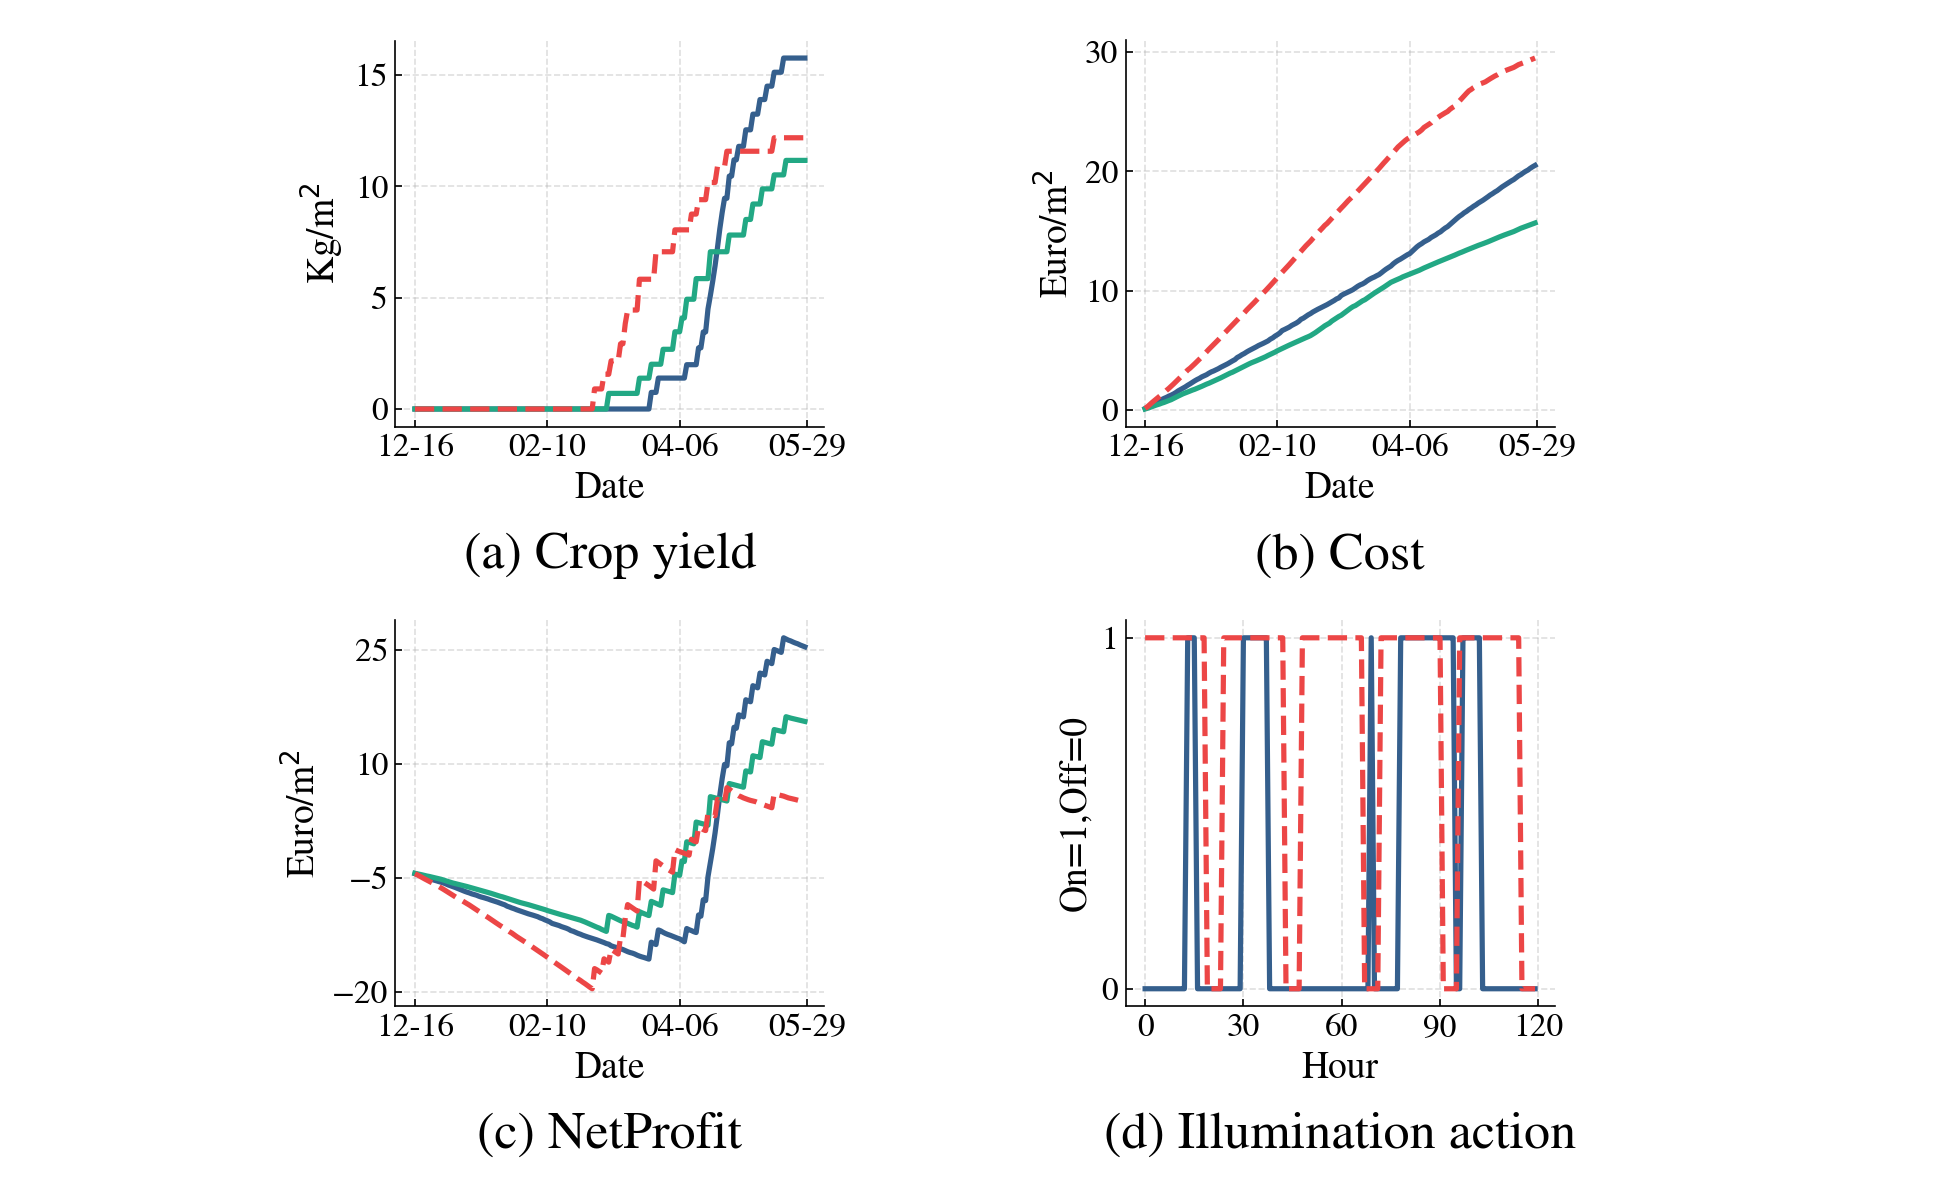 15
10
5
0
Kg/m²
12-16 02-10 04-06 05-29
Date
(a) Crop yield
30
20
10
0
Euro/m²
12-16 02-10 04-06 05-29
Date
(b) Cost
25
10
−5
−20
Euro/m²
12-16 02-10 04-06 05-29
Date
(c) NetProfit
1
0
On=1,Off=0
0 30 60 90 120
Hour
(d) Illumination action